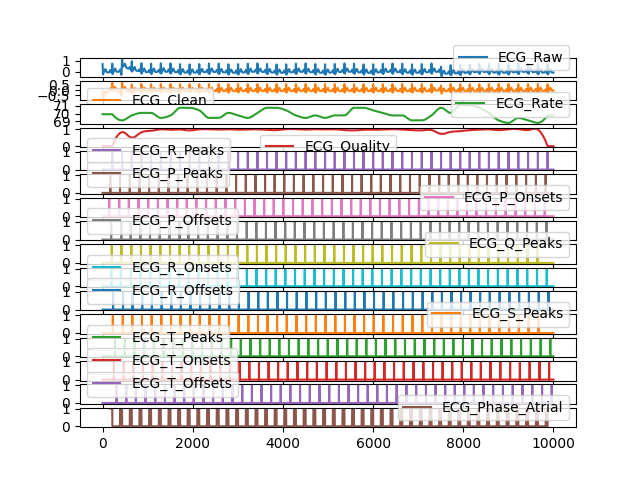 1
0
ECG_Raw
0.5
0.0
−0.5
ECG_Clean
71
70
69
ECG_Rate
1
0
ECG_Quality
1
0
ECG_R_Peaks
1
0
ECG_P_Peaks
1
0
ECG_P_Onsets
1
0
ECG_P_Offsets
1
0
ECG_Q_Peaks
1
0
ECG_R_Onsets
1
0
ECG_R_Offsets
1
0
ECG_S_Peaks
1
0
ECG_T_Peaks
1
0
ECG_T_Onsets
1
0
ECG_T_Offsets
1
0
ECG_Phase_Atrial
0 2000 4000 6000 8000 10000